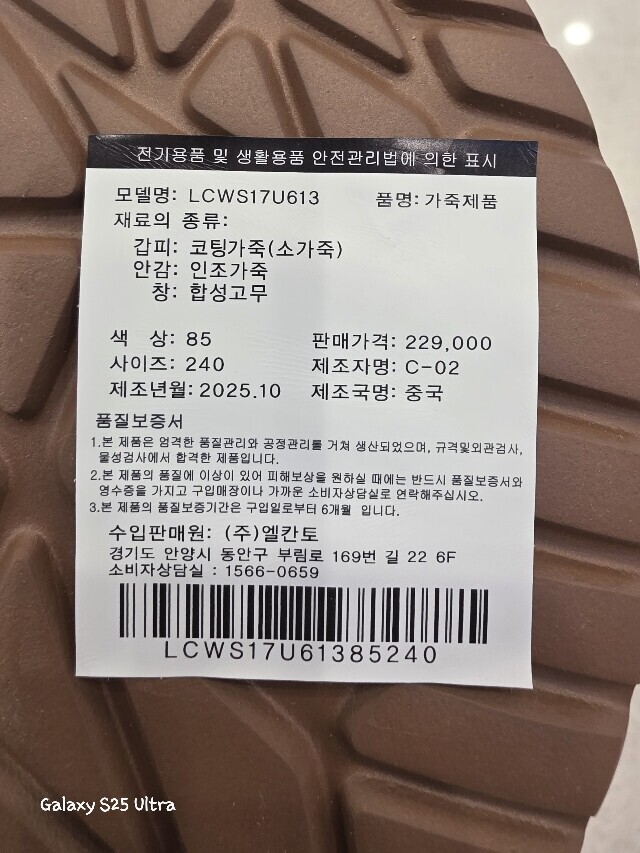 전기용품 및 생활용품 안전관리법에 의한 표시
모델명: LCWS17U613 품명: 가죽제품
재료의 종류:
갑피: 코팅가죽(소가죽)
안감: 인조가죽
창: 합성고무
색 상: 85 판매가격: 229,000
사이즈: 240 제조자명: C-02
제조년월: 2025.10 제조국명: 중국
품질보증서
1.본 제품은 엄격한 품질관리와 공정관리를 거쳐 생산되었으며, 규격및외관검사,
물성검사에서 합격한 제품입니다.
2.본 제품의 품질에 이상이 있어 피해보상을 원하실 때에는 반드시 품질보증서와
영수증을 가지고 구입매장이나 가까운 소비자상담실로 연락해주십시오.
3.본 제품의 품질보증기간은 구입일로부터 6개월 입니다.
수입판매원: (주)엘칸토
경기도 안양시 동안구 부림로 169번 길 22 6F
소비자상담실 : 1566-0659
LCWS17U61385240
Galaxy S25 Ultra